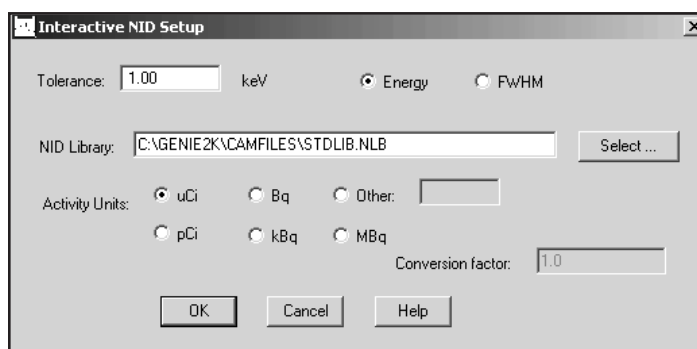 Interactive NID Setup
Tolerance: 1.00 keV Energy FWHM
NID Library: C:\GENIE2K\CAMFILES\STDLIB.NLB Select ...
Activity Units: uCi Bq Other:
pCi kBq MBq
Conversion factor: 1.0
OK Cancel Help